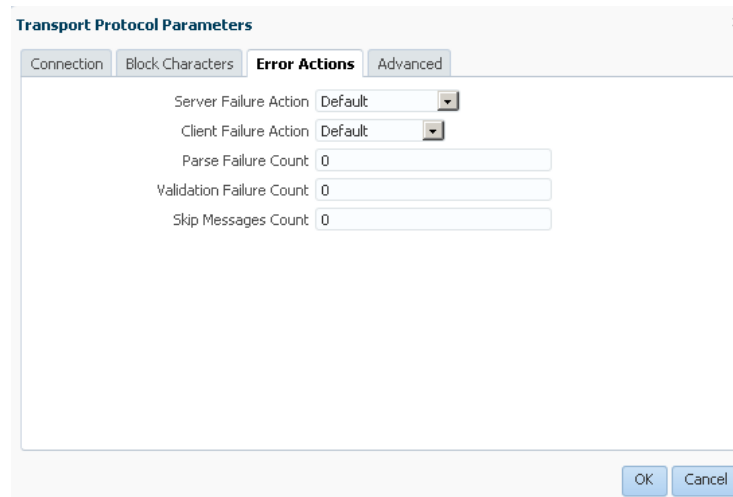 Transport Protocol Parameters
Connection Block Characters Error Actions Advanced
Server Failure Action Default
Client Failure Action Default
Parse Failure Count 0
Validation Failure Count 0
Skip Messages Count 0
OK Cancel